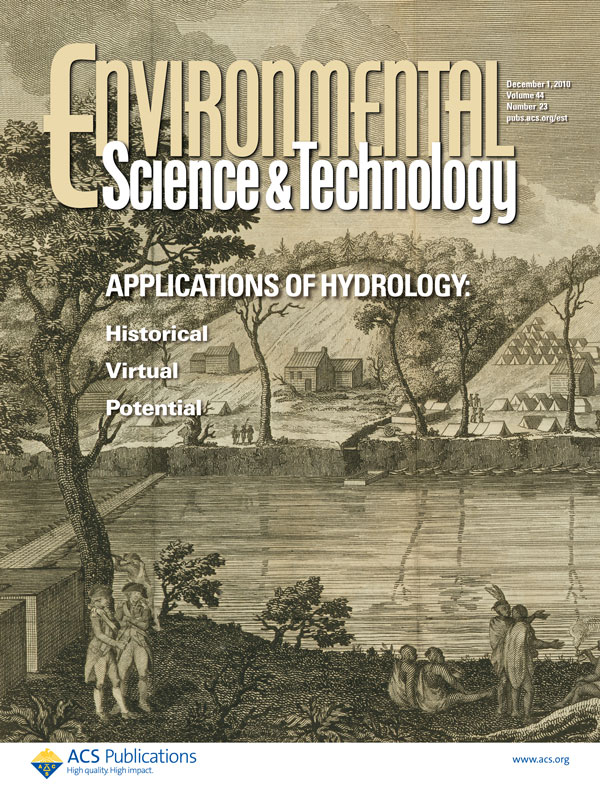 ENVIRONMENTAL
Science & Technology
December 1, 2010
Volume 44
Number 23
pubs.acs.org/est
APPLICATIONS OF HYDROLOGY:
Historical
Virtual
Potential
ACS Publications
High quality. High impact.
www.acs.org